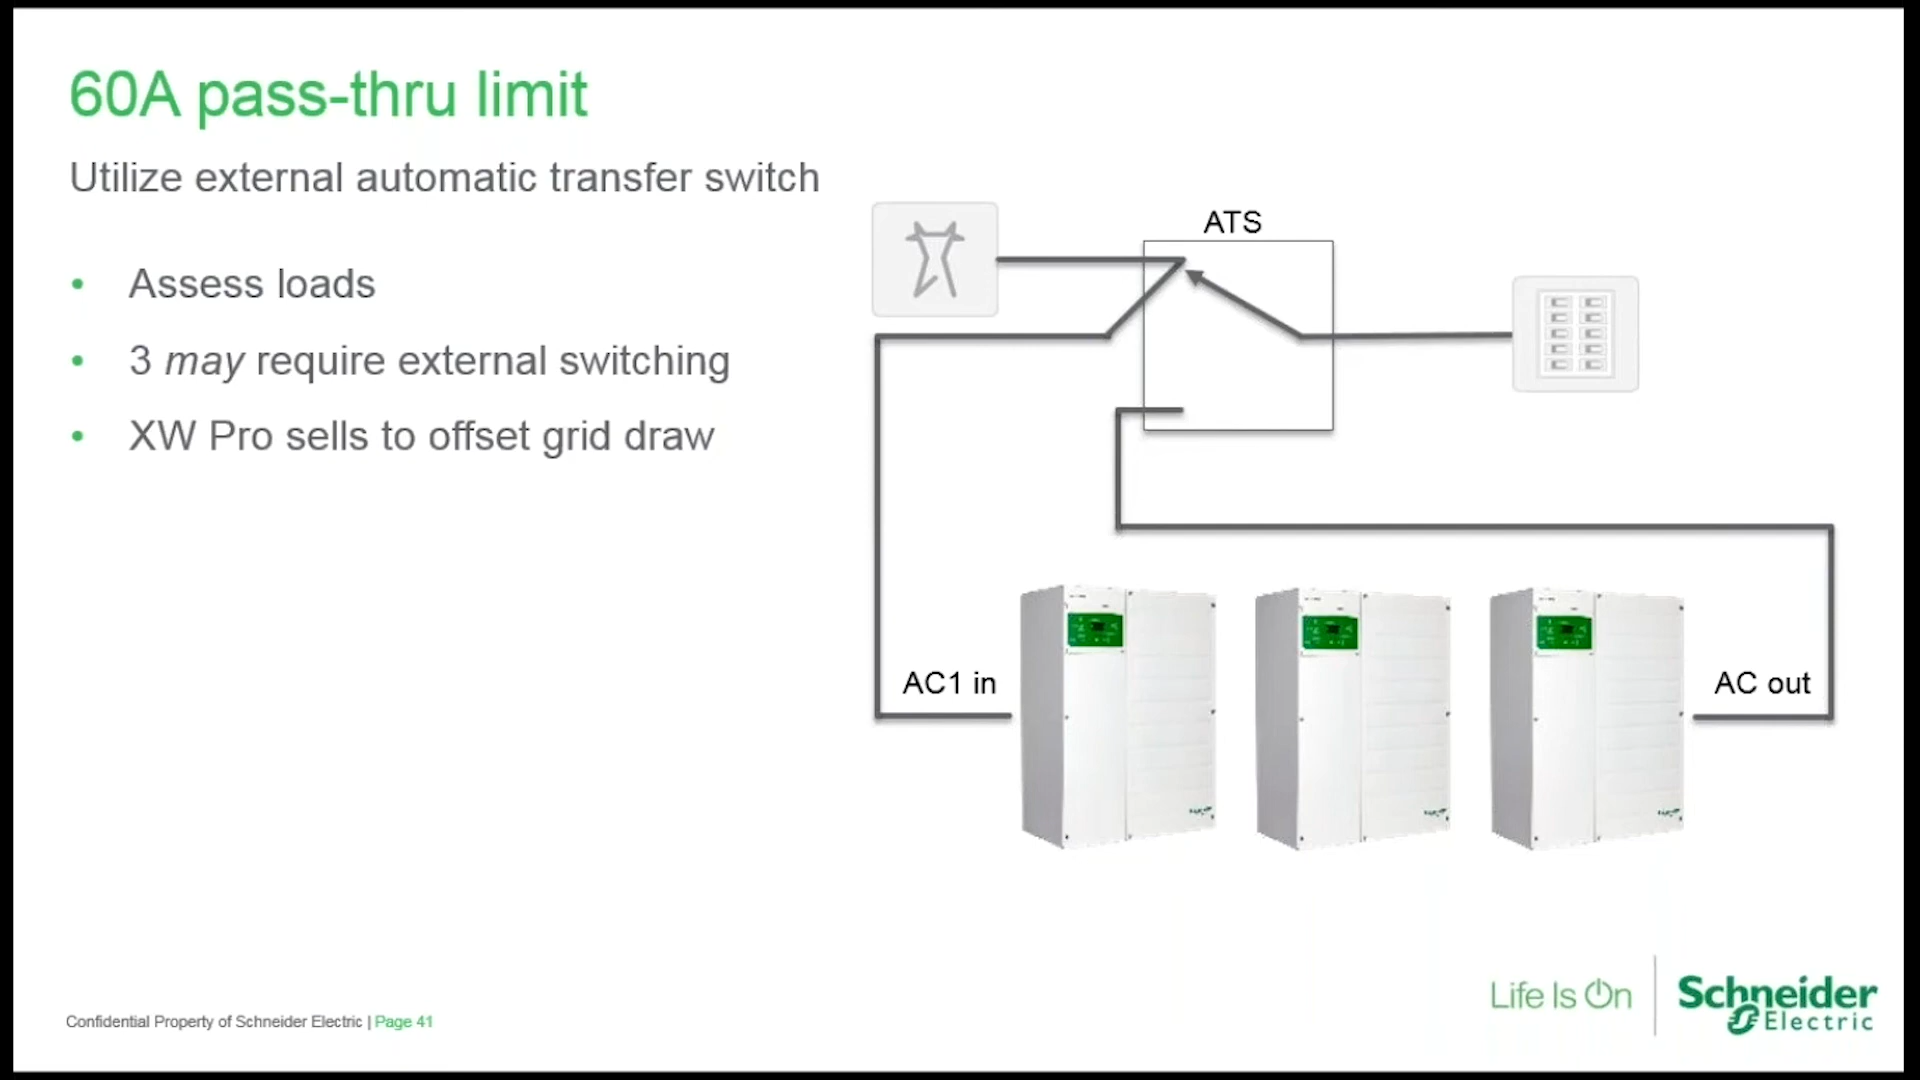 60A pass-thru limit
Utilize external automatic transfer switch
• Assess loads
• 3 may require external switching
• XW Pro sells to offset grid draw
ATS
AC1 in
AC out
Confidential Property of Schneider Electric | Page 41
Life Is On
Schneider
Electric